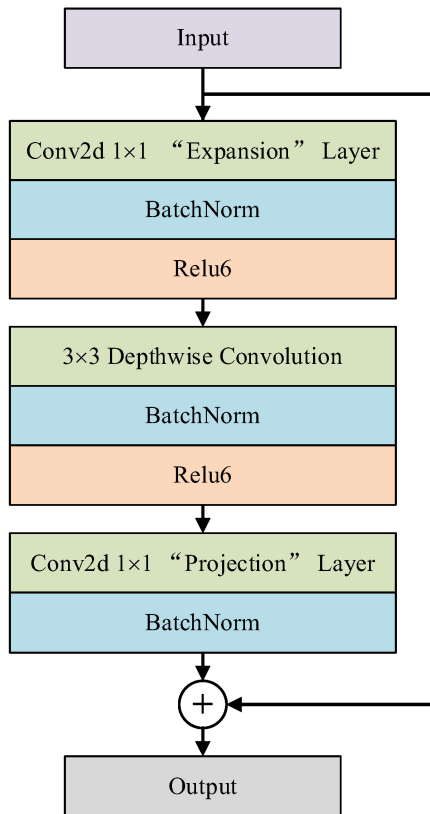 Input
Conv2d 1×1 “Expansion” Layer
BatchNorm
Relu6
3×3 Depthwise Convolution
BatchNorm
Relu6
Conv2d 1×1 “Projection” Layer
BatchNorm
+
Output